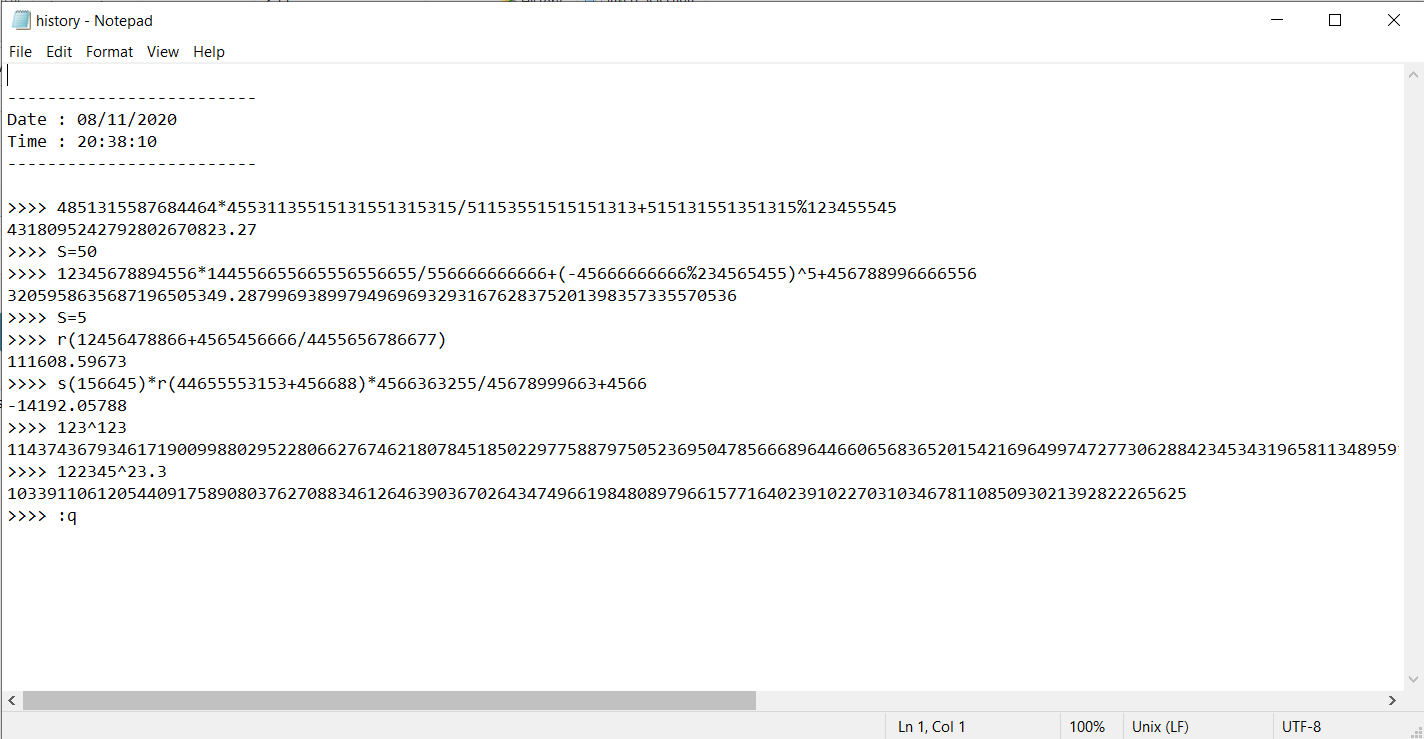 history - Notepad
File Edit Format View Help
-------------------------
Date : 08/11/2020
Time : 20:38:10
-------------------------
>>>> 4851315587684464*45531135515131551315315/51153551515151313+515131551351315%123455545
4318095242792802670823.27
>>>> S=50
>>>> 12345678894556*144556655665556556655/556666666666+(-45666666666%234565455)^5+456788996666556
3205958635687196505349.28799693899794969693293167628375201398357335570536
>>>> S=5
>>>> r(12456478866+4565456666/4455656786677)
111608.59673
>>>> s(156645)*r(44655553153+456688)*4566363255/45678999663+4566
-14192.05788
>>>> 123^123
114374367934617190099880295228066276746218078451850229775887975052369504785666896446606568365201542169649974727730628842345343196581134895919
>>>> 122345^23.3
1033911061205440917589080376270883461264639036702643474966198480897966157716402391022703103467811085093021392822265625
>>>> :q
Ln 1, Col 1
100%
Unix (LF)
UTF-8